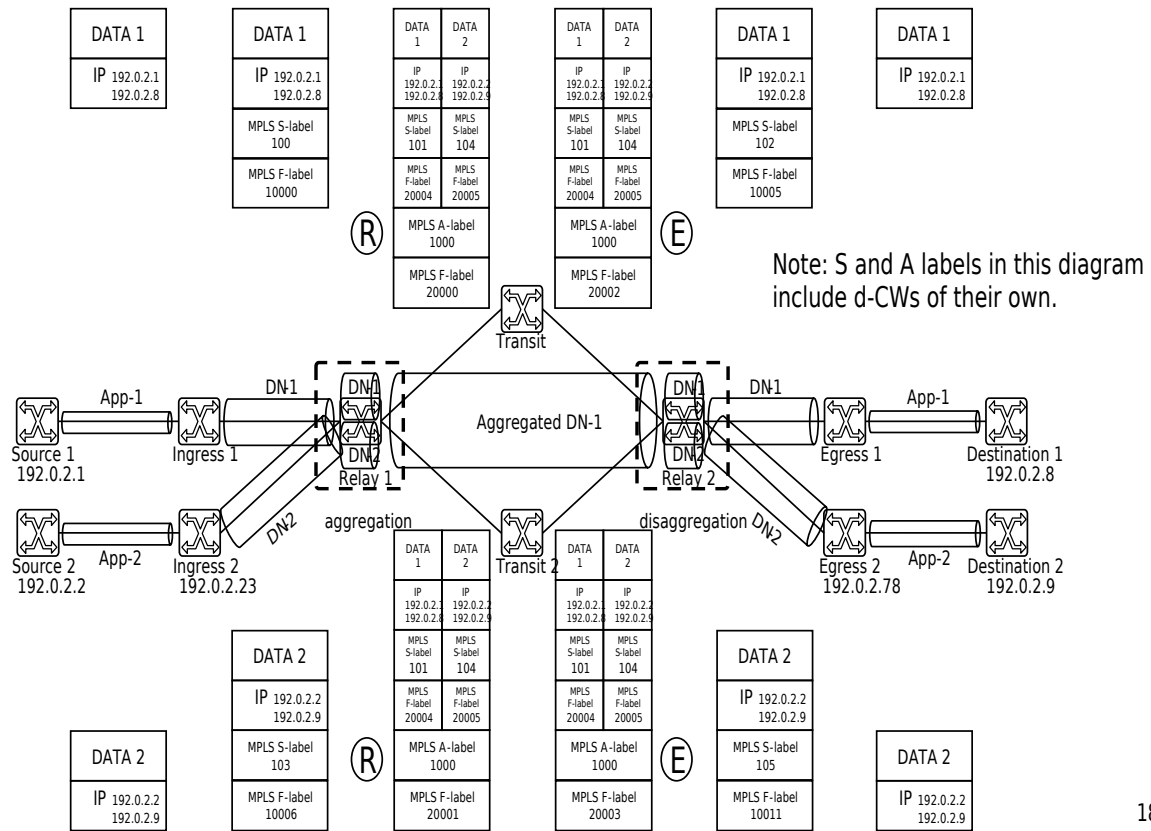 DATA 1
IP 192.0.2.1
192.0.2.8
DATA 1
IP 192.0.2.1
192.0.2.8
MPLS S-label
100
MPLS F-label
10000
DATA
1
DATA
2
IP
192.0.2.1
192.0.2.8
IP
192.0.2.2
192.0.2.9
MPLS
S-label
101
MPLS
S-label
104
MPLS
F-label
20004
MPLS
F-label
20005
MPLS A-label
1000
MPLS F-label
20000
R
DATA
1
DATA
2
IP
192.0.2.1
192.0.2.8
IP
192.0.2.2
192.0.2.9
MPLS
S-label
101
MPLS
S-label
104
MPLS
F-label
20004
MPLS
F-label
20005
MPLS A-label
1000
MPLS F-label
20002
E
DATA 1
IP 192.0.2.1
192.0.2.8
MPLS S-label
102
MPLS F-label
10005
DATA 1
IP 192.0.2.1
192.0.2.8
Note: S and A labels in this diagram
include d-CWs of their own.
Transit
App-1
DN-1
DN-1
Aggregated DN-1
DN-1
DN-1
App-1
Source 1
192.0.2.1
Ingress 1
DN-2
Relay 1
DN-2
Relay 2
Egress 1
Destination 1
192.0.2.8
DN-2
aggregation
disaggregation
DN-2
App-2
App-2
Source 2
192.0.2.2
Ingress 2
192.0.2.23
Transit 2
Egress 2
192.0.2.78
Destination 2
192.0.2.9
DATA 2
IP 192.0.2.2
192.0.2.9
DATA 2
IP 192.0.2.2
192.0.2.9
MPLS S-label
103
MPLS F-label
10006
R
DATA
1
DATA
2
IP
192.0.2.1
192.0.2.8
IP
192.0.2.2
192.0.2.9
MPLS
S-label
101
MPLS
S-label
104
MPLS
F-label
20004
MPLS
F-label
20005
MPLS A-label
1000
MPLS F-label
20001
DATA
1
DATA
2
IP
192.0.2.1
192.0.2.8
IP
192.0.2.2
192.0.2.9
MPLS
S-label
101
MPLS
S-label
104
MPLS
F-label
20004
MPLS
F-label
20005
MPLS A-label
1000
MPLS F-label
20003
E
DATA 2
IP 192.0.2.2
192.0.2.9
MPLS S-label
105
MPLS F-label
10011
DATA 2
IP 192.0.2.2
192.0.2.9